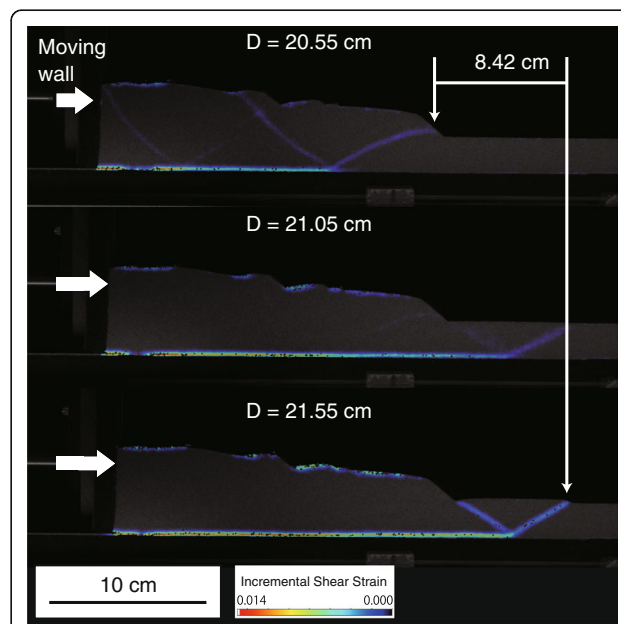 D = 20.55 cm
Moving
wall
8.42 cm
D = 21.05 cm
D = 21.55 cm
10 cm
Incremental Shear Strain
0.014
0.000